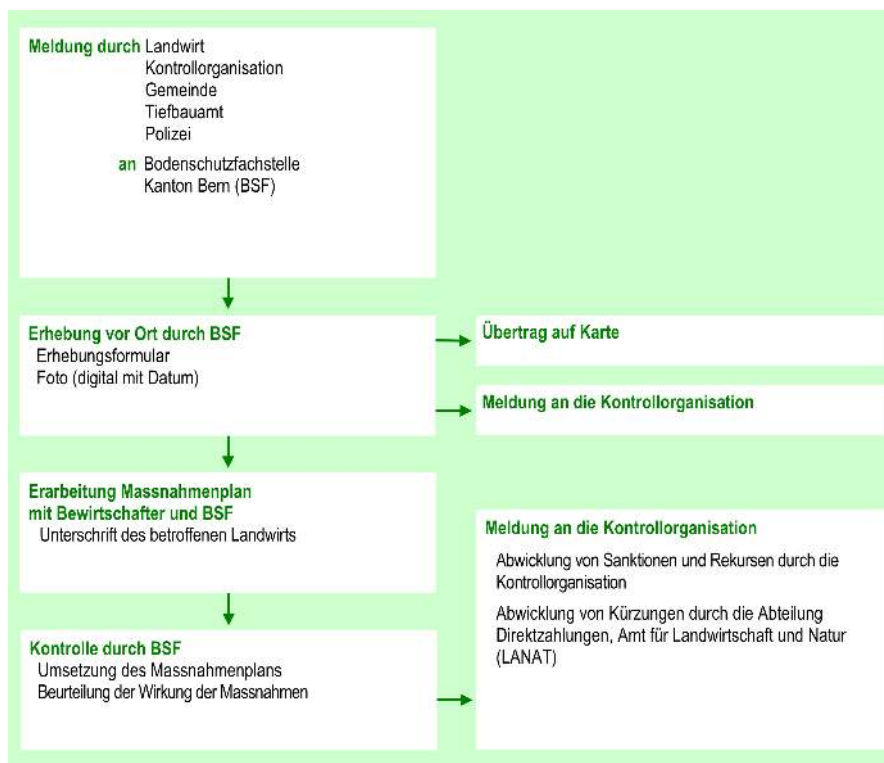 Meldung durch Landwirt
Kontrollorganisation
Gemeinde
Tiefbauamt
Polizei
an Bodenschutzfachstelle
Kanton Bern (BSF)
Erhebung vor Ort durch BSF
Erhebungsformular
Foto (digital mit Datum)
Übertrag auf Karte
Meldung an die Kontrollorganisation
Erarbeitung Massnahmenplan
mit Bewirtschafter und BSF
Unterschrift des betroffenen Landwirts
Kontrolle durch BSF
Umsetzung des Massnahmenplans
Beurteilung der Wirkung der Massnahmen
Meldung an die Kontrollorganisation
Abwicklung von Sanktionen und Rekursen durch die
Kontrollorganisation
Abwicklung von Kürzungen durch die Abteilung
Direktzahlungen, Amt für Landwirtschaft und Natur
(LANAT)